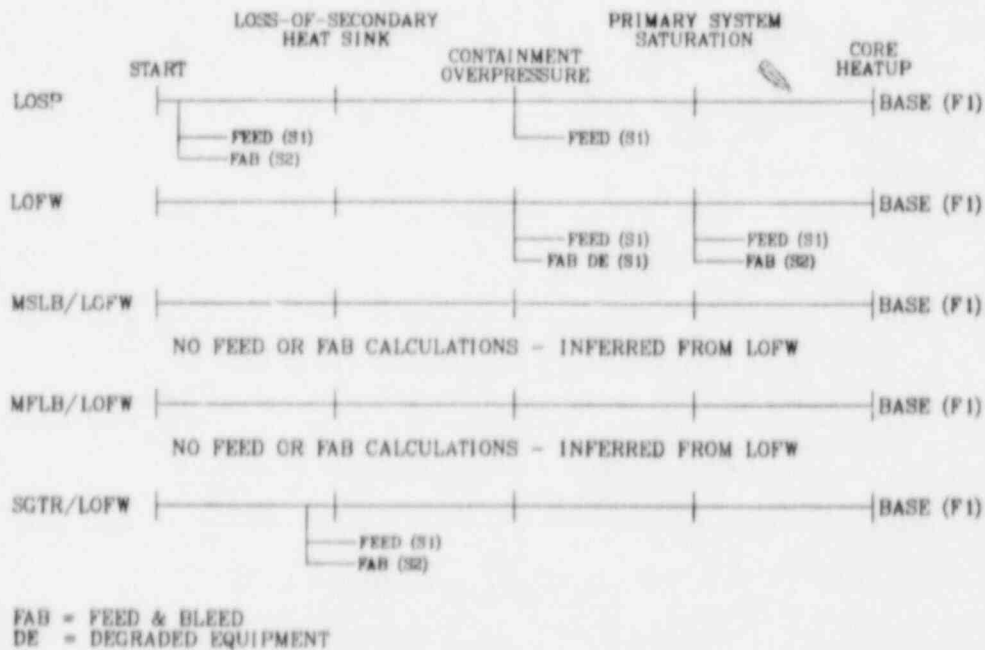 LOSS-OF-SECONDARY
HEAT SINK
PRIMARY SYSTEM
SATURATION
START
CONTAINMENT
OVERPRESSURE
CORE
HEATUP
LOSP
BASE (F1)
FEED (S1)
FAB (S2)
FEED (S1)
LOFW
BASE (F1)
FEED (S1)
FAB DE (S1)
FEED (S1)
FAB (S2)
MSLB/LOFW
BASE (F1)
NO FEED OR FAB CALCULATIONS - INFERRED FROM LOFW
MFLB/LOFW
BASE (F1)
NO FEED OR FAB CALCULATIONS - INFERRED FROM LOFW
SGTR/LOFW
BASE (F1)
FEED (S1)
FAB (S2)
FAB = FEED & BLEED
DE = DEGRADED EQUIPMENT